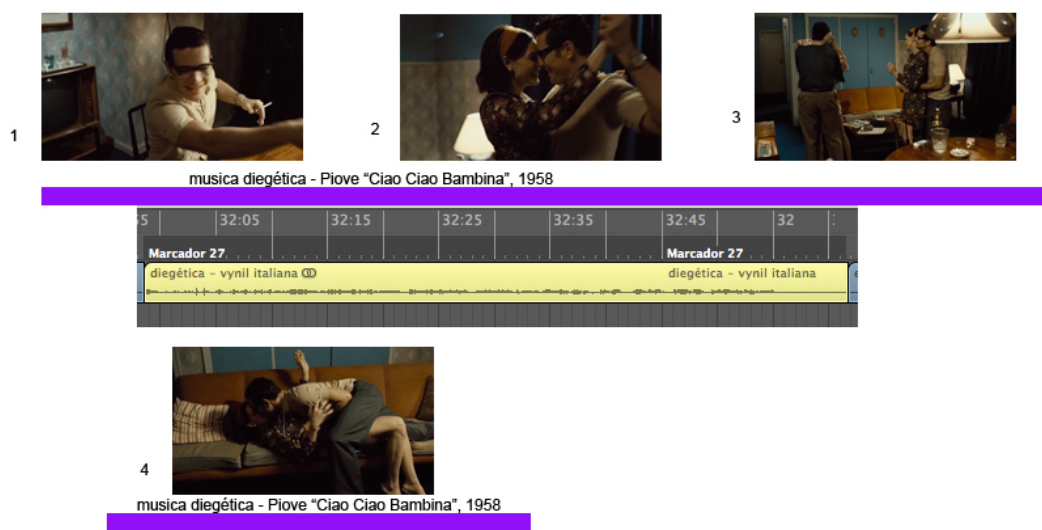 1
2
3
musica diegética - Piove “Ciao Ciao Bambina”, 1958
32:05 32:15 32:25 32:35 32:45 32
Marcador 27 Marcador 27
diegética - vynil italiana diegética - vynil italiana
4
musica diegética - Piove “Ciao Ciao Bambina”, 1958